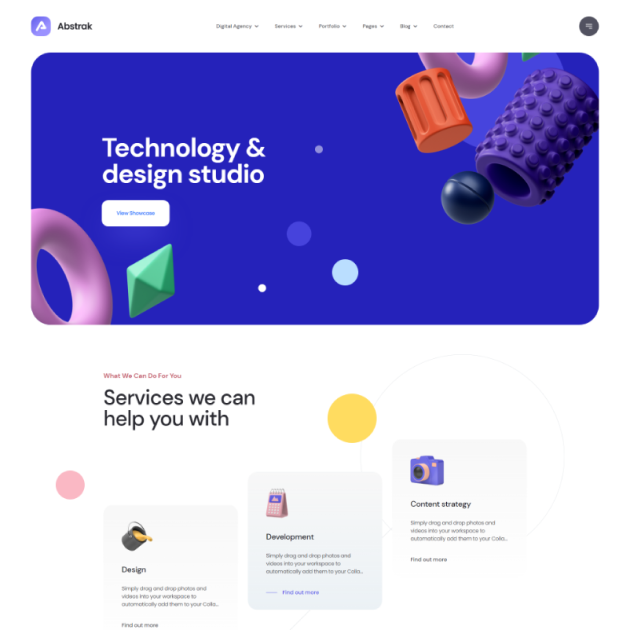 Abstrak
Digital Agency
Services
Portfolio
Pages
Blog
Contact
Technology &
design studio
View Showcase
What We Can Do For You
Services we can
help you with
Content strategy
Simply drag and drop photos and
videos into your workspace to
automatically add them to your Colla...
Find out more
Development
Simply drag and drop photos and
videos into your workspace to
automatically add them to your Colla...
Find out more
Design
Simply drag and drop photos and
videos into your workspace to
automatically add them to your Colla...
Find out more